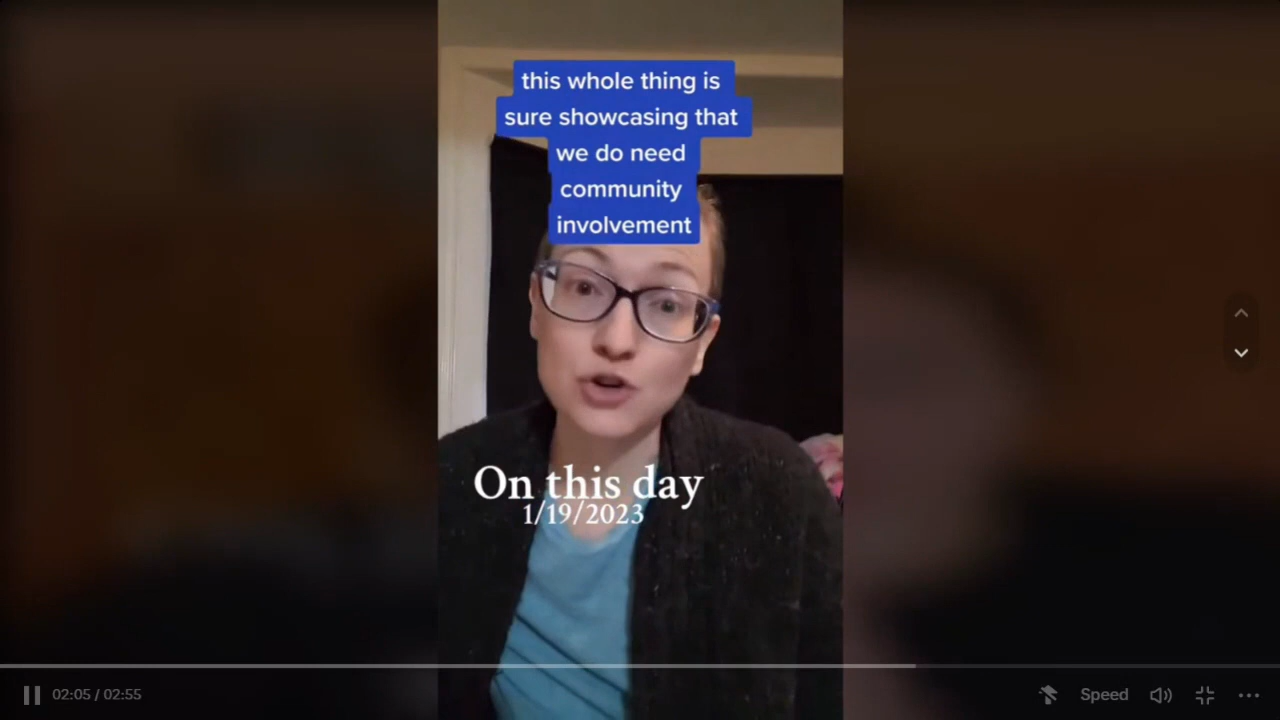 this whole thing is
sure showcasing that
we do need
community
involvement
On this day
1/19/2023
02:05 / 02:55
Speed